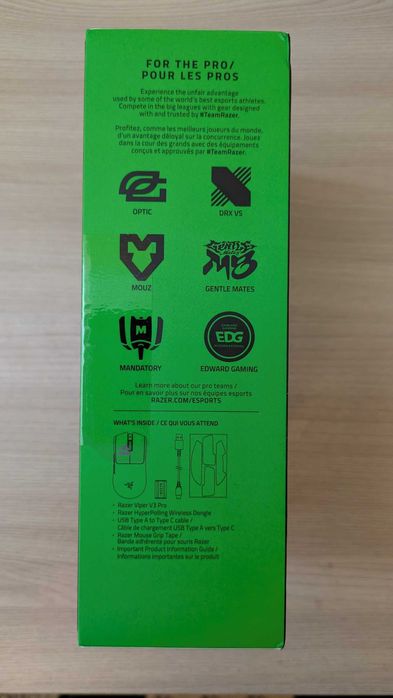 FOR THE PRO/
POUR LES PROS
Experience the unfair advantage
used by some of the world's best esports athletes.
Compete in the big leagues with gear designed
with and trusted by #TeamRazer.
Profitez, comme les meilleurs joueurs du monde,
d'un avantage déloyal sur la concurrence. Jouez
dans la cour des grands avec des équipements
conçus et approuvés par #TeamRazer.
OPTIC
DRX VS
MOUZ
GENTLE MATES
M8
GENTLE MATES
M
MANDATORY
EDG
EDWARD GAMING
Learn more about our pro teams /
Pour en savoir plus sur nos équipes esports
RAZER.COM/ESPORTS
WHAT'S INSIDE / CE QUI VOUS ATTEND
• Razer Viper V3 Pro
• Razer HyperPolling Wireless Dongle
• USB Type A to Type C cable /
Câble de chargement USB Type A vers Type C
• Razer Mouse Grip Tape /
Bande adhérente pour souris Razer
• Important Product Information Guide /
Informations importantes sur le produit